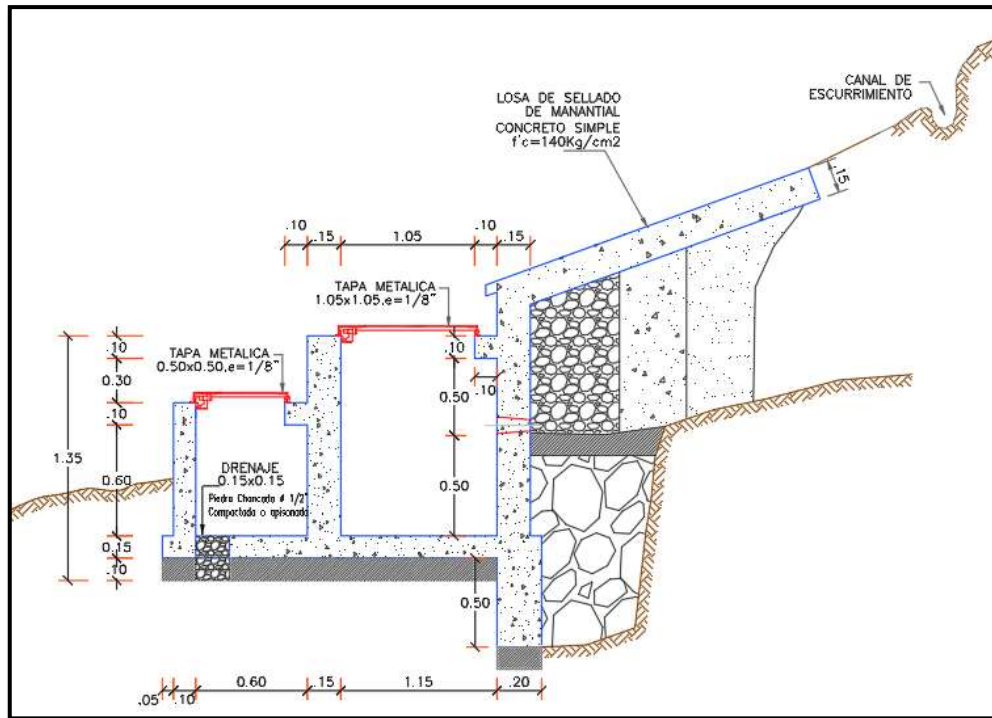 CANAL DE
ESCURRIMIENTO
LOSA DE SELLADO
DE MANANTIAL
CONCRETO SIMPLE
f'c=140Kg/cm2
.15
.10
.15
1.05
.10
.15
TAPA METALICA
1.05x1.05,e=1/8"
TAPA METALICA
0.50x0.50,e=1/8"
.10
0.30
.10
1.35
0.60
0.15
.10
.10
.10
0.50
0.50
DRENAJE
0.15x0.15
Piedra Chancada # 1/2"
Compactada o apisonada
0.50
.05
.10
0.60
.15
1.15
.20